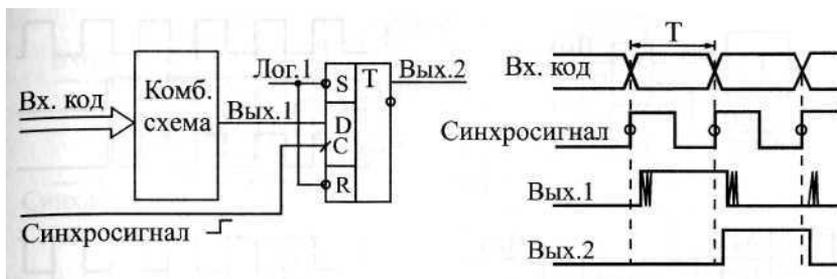 Вх. код
Комб.
схема
Вых.1
Лог.1
S
T
D
C
R
Вых.2
Синхросигнал
T
Вх. код
Синхросигнал
Вых.1
Вых.2